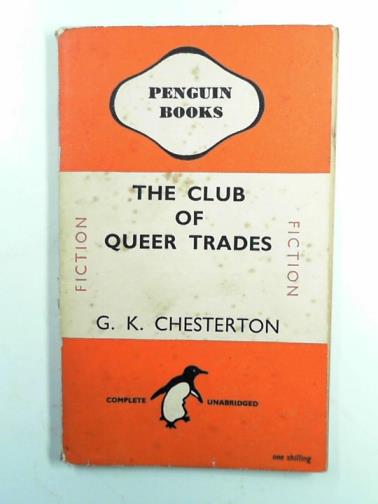 PENGUIN
BOOKS
THE CLUB
OF
QUEER TRADES
FICTION
FICTION
G. K. CHESTERTON
COMPLETE UNABRIDGED
one shilling